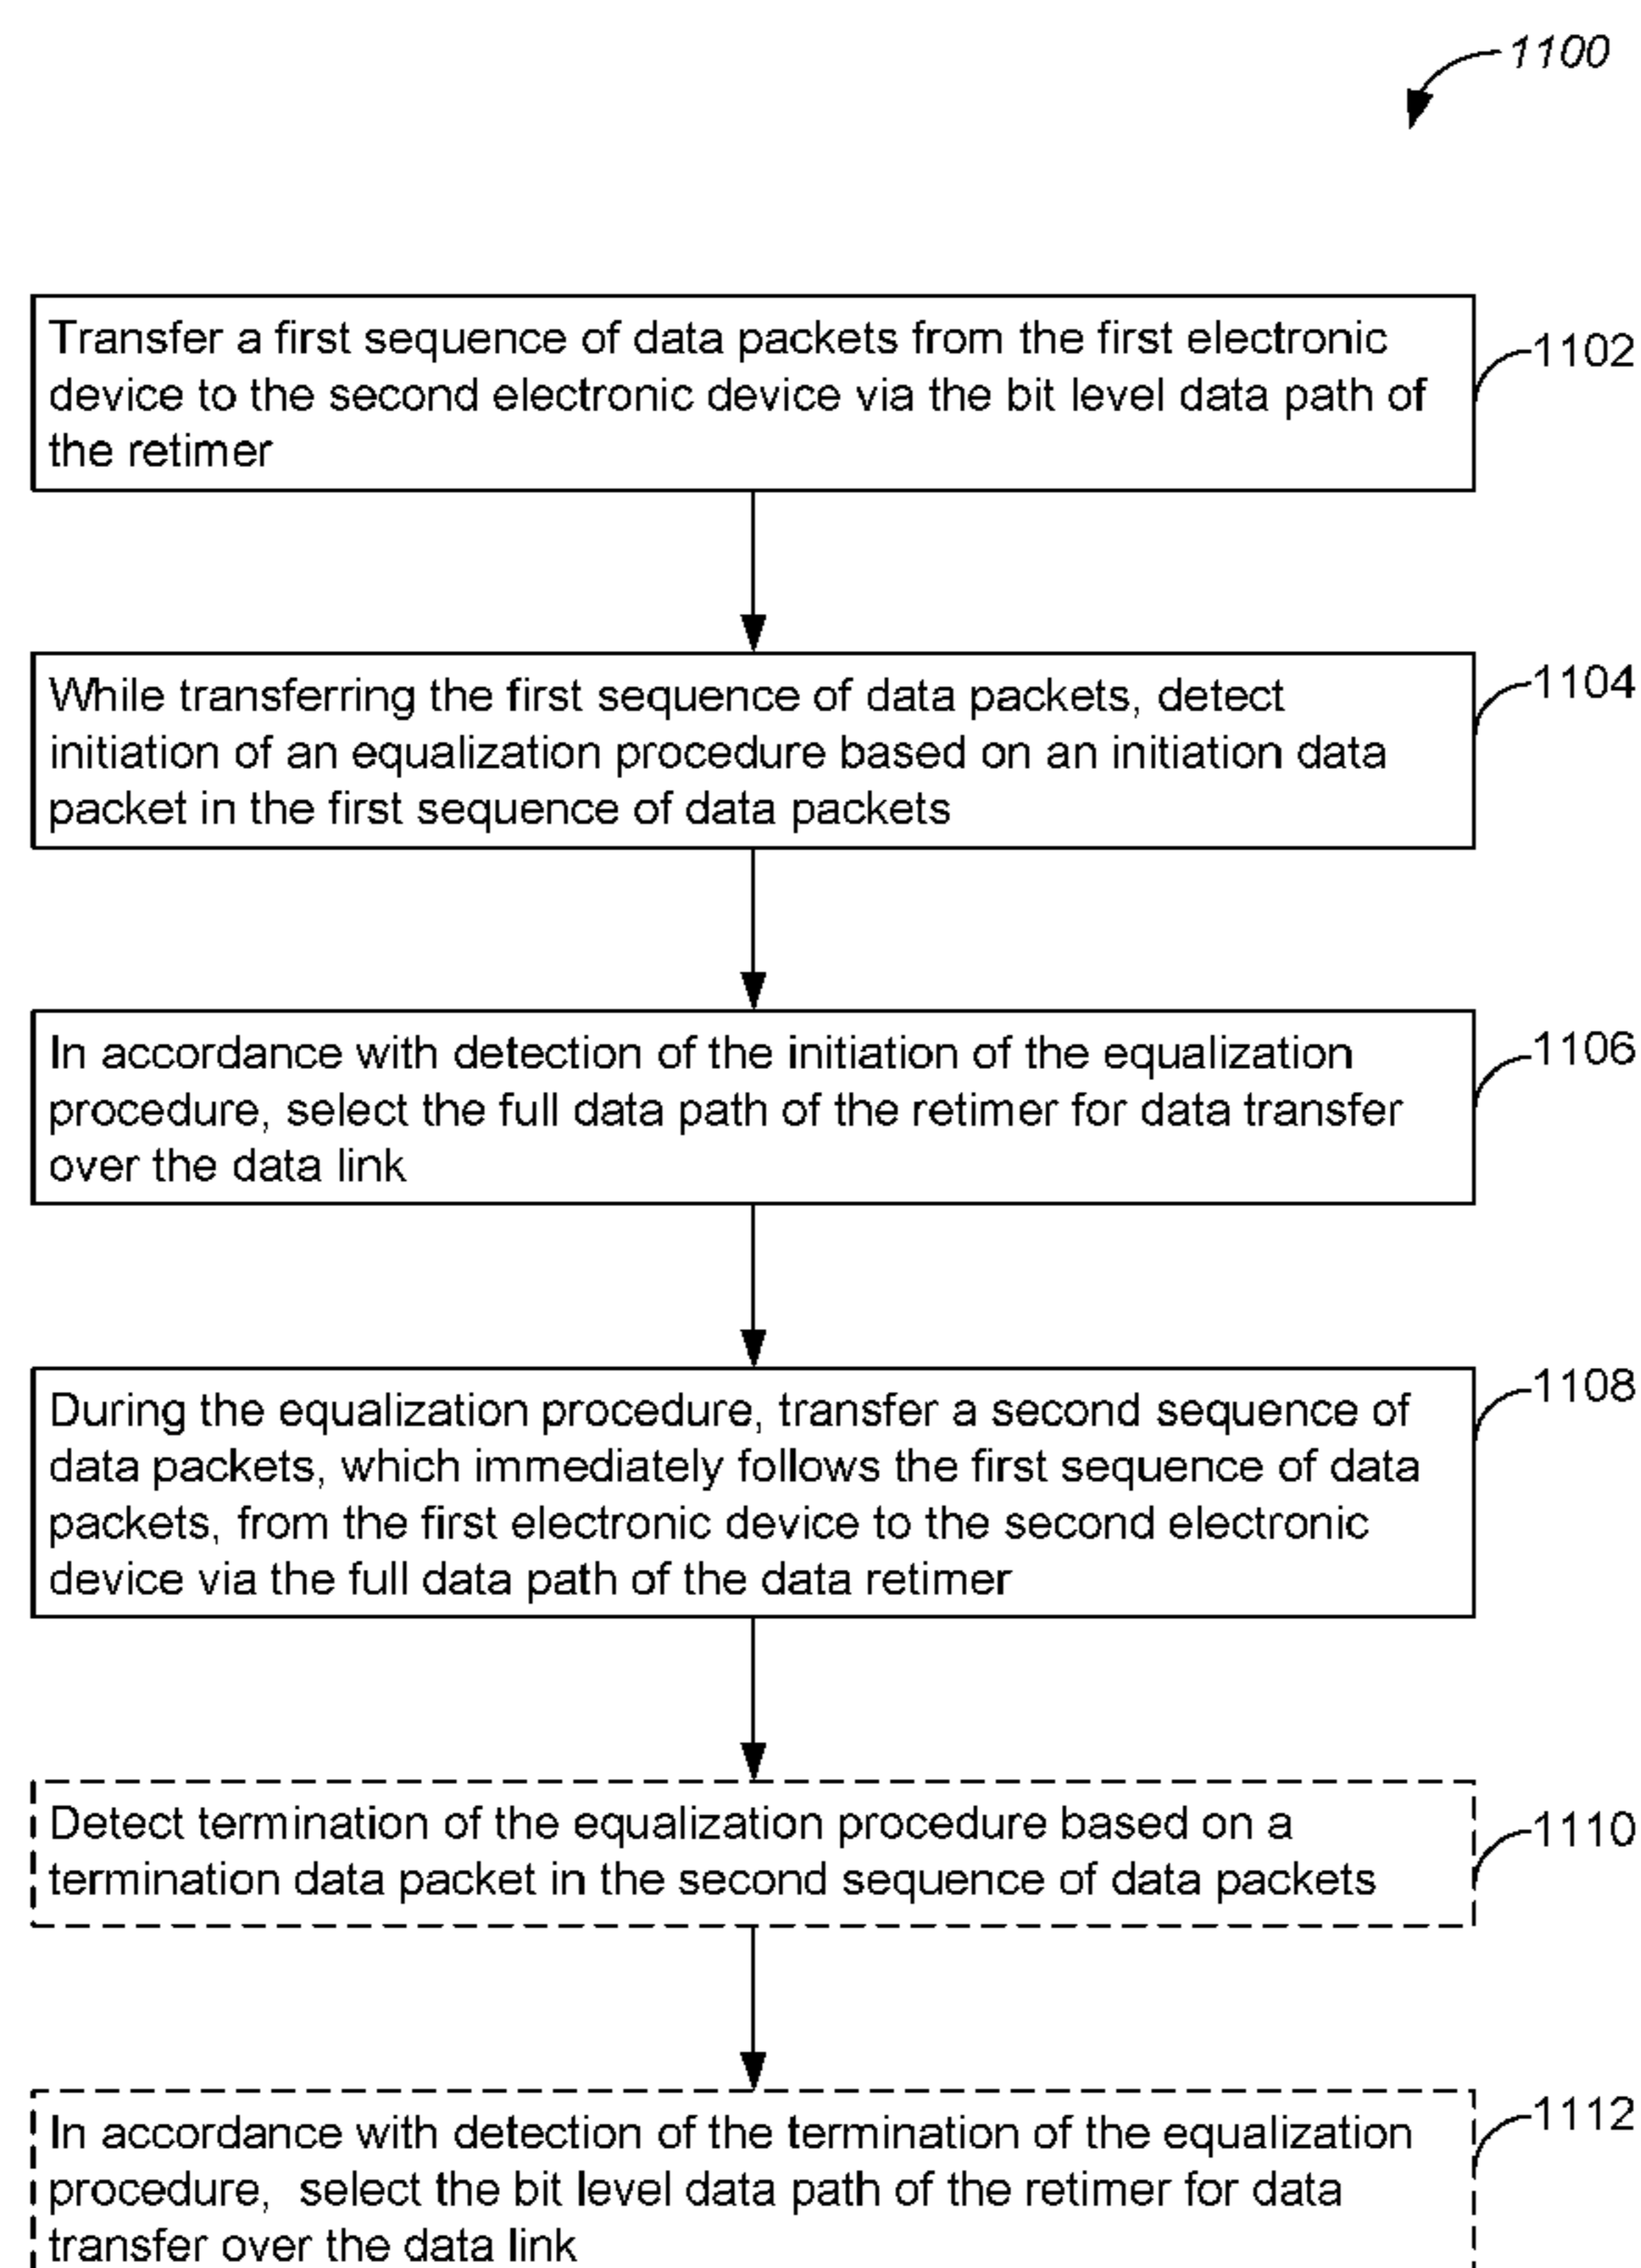 1100
Transfer a first sequence of data packets from the first electronic
device to the second electronic device via the bit level data path of
the retimer
1102
While transferring the first sequence of data packets, detect
initiation of an equalization procedure based on an initiation data
packet in the first sequence of data packets
1104
In accordance with detection of the initiation of the equalization
procedure, select the full data path of the retimer for data transfer
over the data link
1106
During the equalization procedure, transfer a second sequence of
data packets, which immediately follows the first sequence of data
packets, from the first electronic device to the second electronic
device via the full data path of the data retimer
1108
Detect termination of the equalization procedure based on a
termination data packet in the second sequence of data packets
1110
In accordance with detection of the termination of the equalization
procedure,  select the bit level data path of the retimer for data
transfer over the data link
1112